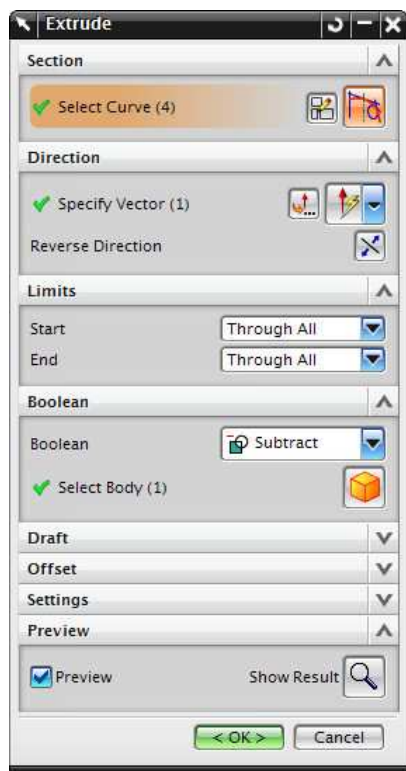 Extrude
Section
Select Curve (4)
Direction
Specify Vector (1)
Reverse Direction
Limits
Start Through All
End Through All
Boolean
Boolean Subtract
Select Body (1)
Draft
Offset
Settings
Preview
Preview Show Result
< OK > Cancel